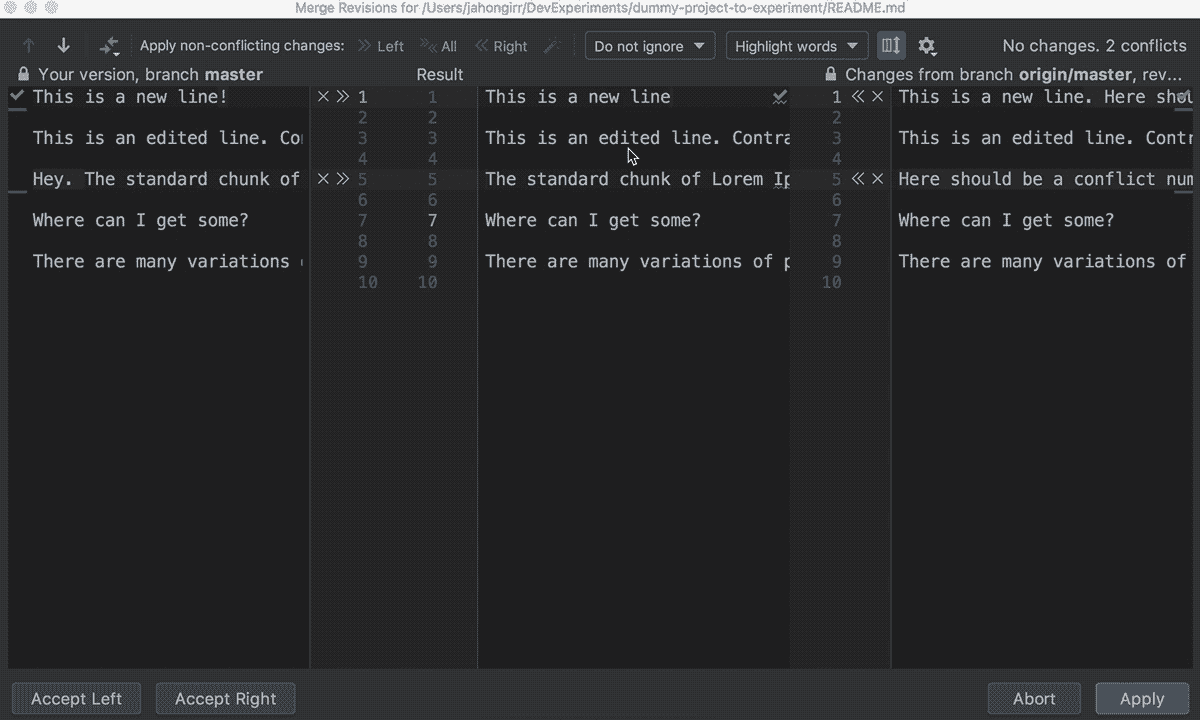 Merge Revisions for /Users/jahongirr/DevExperiments/dummy-project-to-experiment/README.md
Apply non-conflicting changes: Left All Right Do not ignore Highlight words No changes. 2 conflicts
Your version, branch master Result Changes from branch origin/master, rev...
This is a new line! 1 1 This is a new line 1 This is a new line. Here
2 2 2
This is an edited line. 3 3 This is an edited line. 3 This is an edited line.
4 4 4
Hey. The standard chunk of 5 5 The standard chunk of Lorem 5 Here should be a conflict
6 6 6
Where can I get some? 7 7 Where can I get some? 7 Where can I get some?
8 8 8
There are many variations 9 9 There are many variations of 9 There are many variations of
10 10 10
Accept Left Accept Right Abort Apply